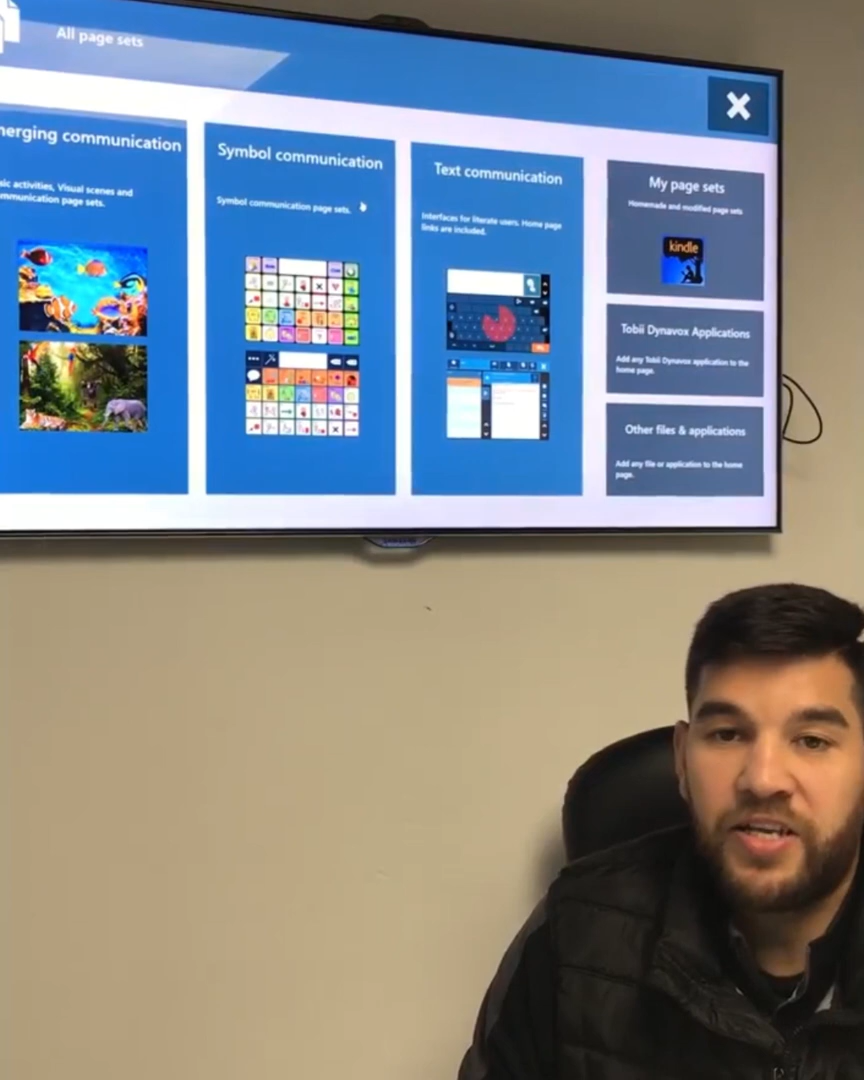 All page sets
merging communication
sic activities, Visual scenes and
mmunication page sets.
Symbol communication
Symbol communication page sets.
Text communication
Interfaces for literate users. Home page
links are included.
My page sets
Homemade and modified page sets
kindle
Tobii Dynavox Applications
Add any Tobii Dynavox application to the
home page.
Other files & applications
Add any file or application to the home
page.
SAMSUNG